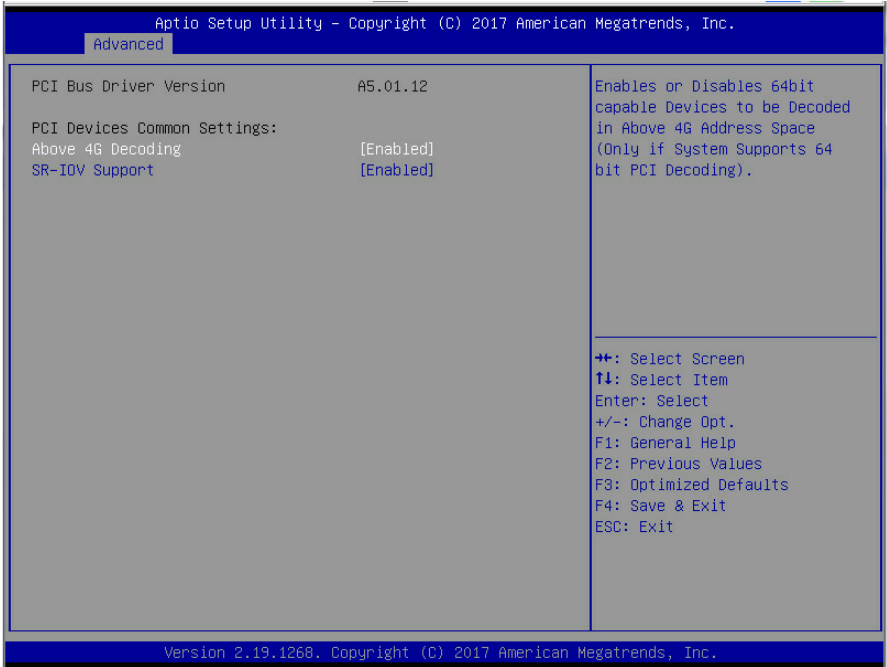 Aptio Setup Utility – Copyright (C) 2017 American Megatrends, Inc.
Advanced
PCI Bus Driver Version A5.01.12
PCI Devices Common Settings:
Above 4G Decoding [Enabled]
SR-IOV Support [Enabled]
Enables or Disables 64bit
capable Devices to be Decoded
in Above 4G Address Space
(Only if System Supports 64
bit PCI Decoding).
→←: Select Screen
↑↓: Select Item
Enter: Select
+/-: Change Opt.
F1: General Help
F2: Previous Values
F3: Optimized Defaults
F4: Save & Exit
ESC: Exit
Version 2.19.1268. Copyright (C) 2017 American Megatrends, Inc.